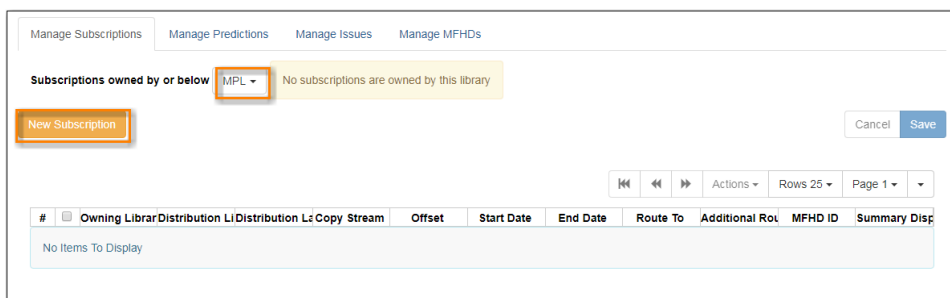 Manage Subscriptions Manage Predictions Manage Issues Manage MFHDs
Subscriptions owned by or below MPL No subscriptions are owned by this library
New Subscription Cancel Save
Actions Rows 25 Page 1
# Owning Librar Distribution Li Distribution La Copy Stream Offset Start Date End Date Route To Additional Rou MFHD ID Summary Disp
No Items To Display